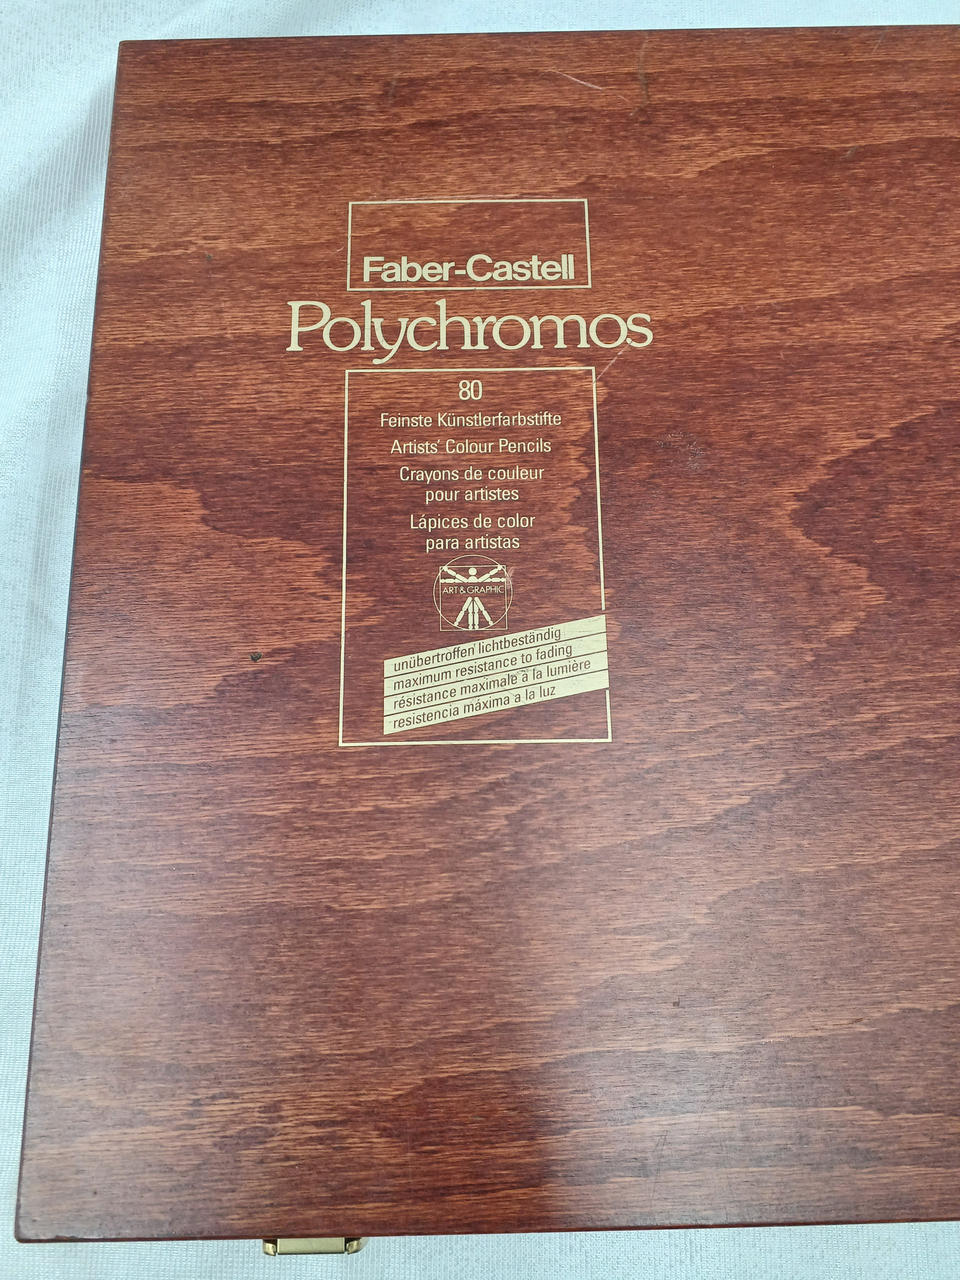 Faber-Castell
Polychromos
80
Feinste Künstlerfarbstifte
Artists' Colour Pencils
Crayons de couleur
pour artistes
Lápices de color
para artistas
ART & GRAPHIC
unübertroffen lichtbeständig
maximum resistance to fading
résistance maximale à la lumière
resistencia máxima a la luz